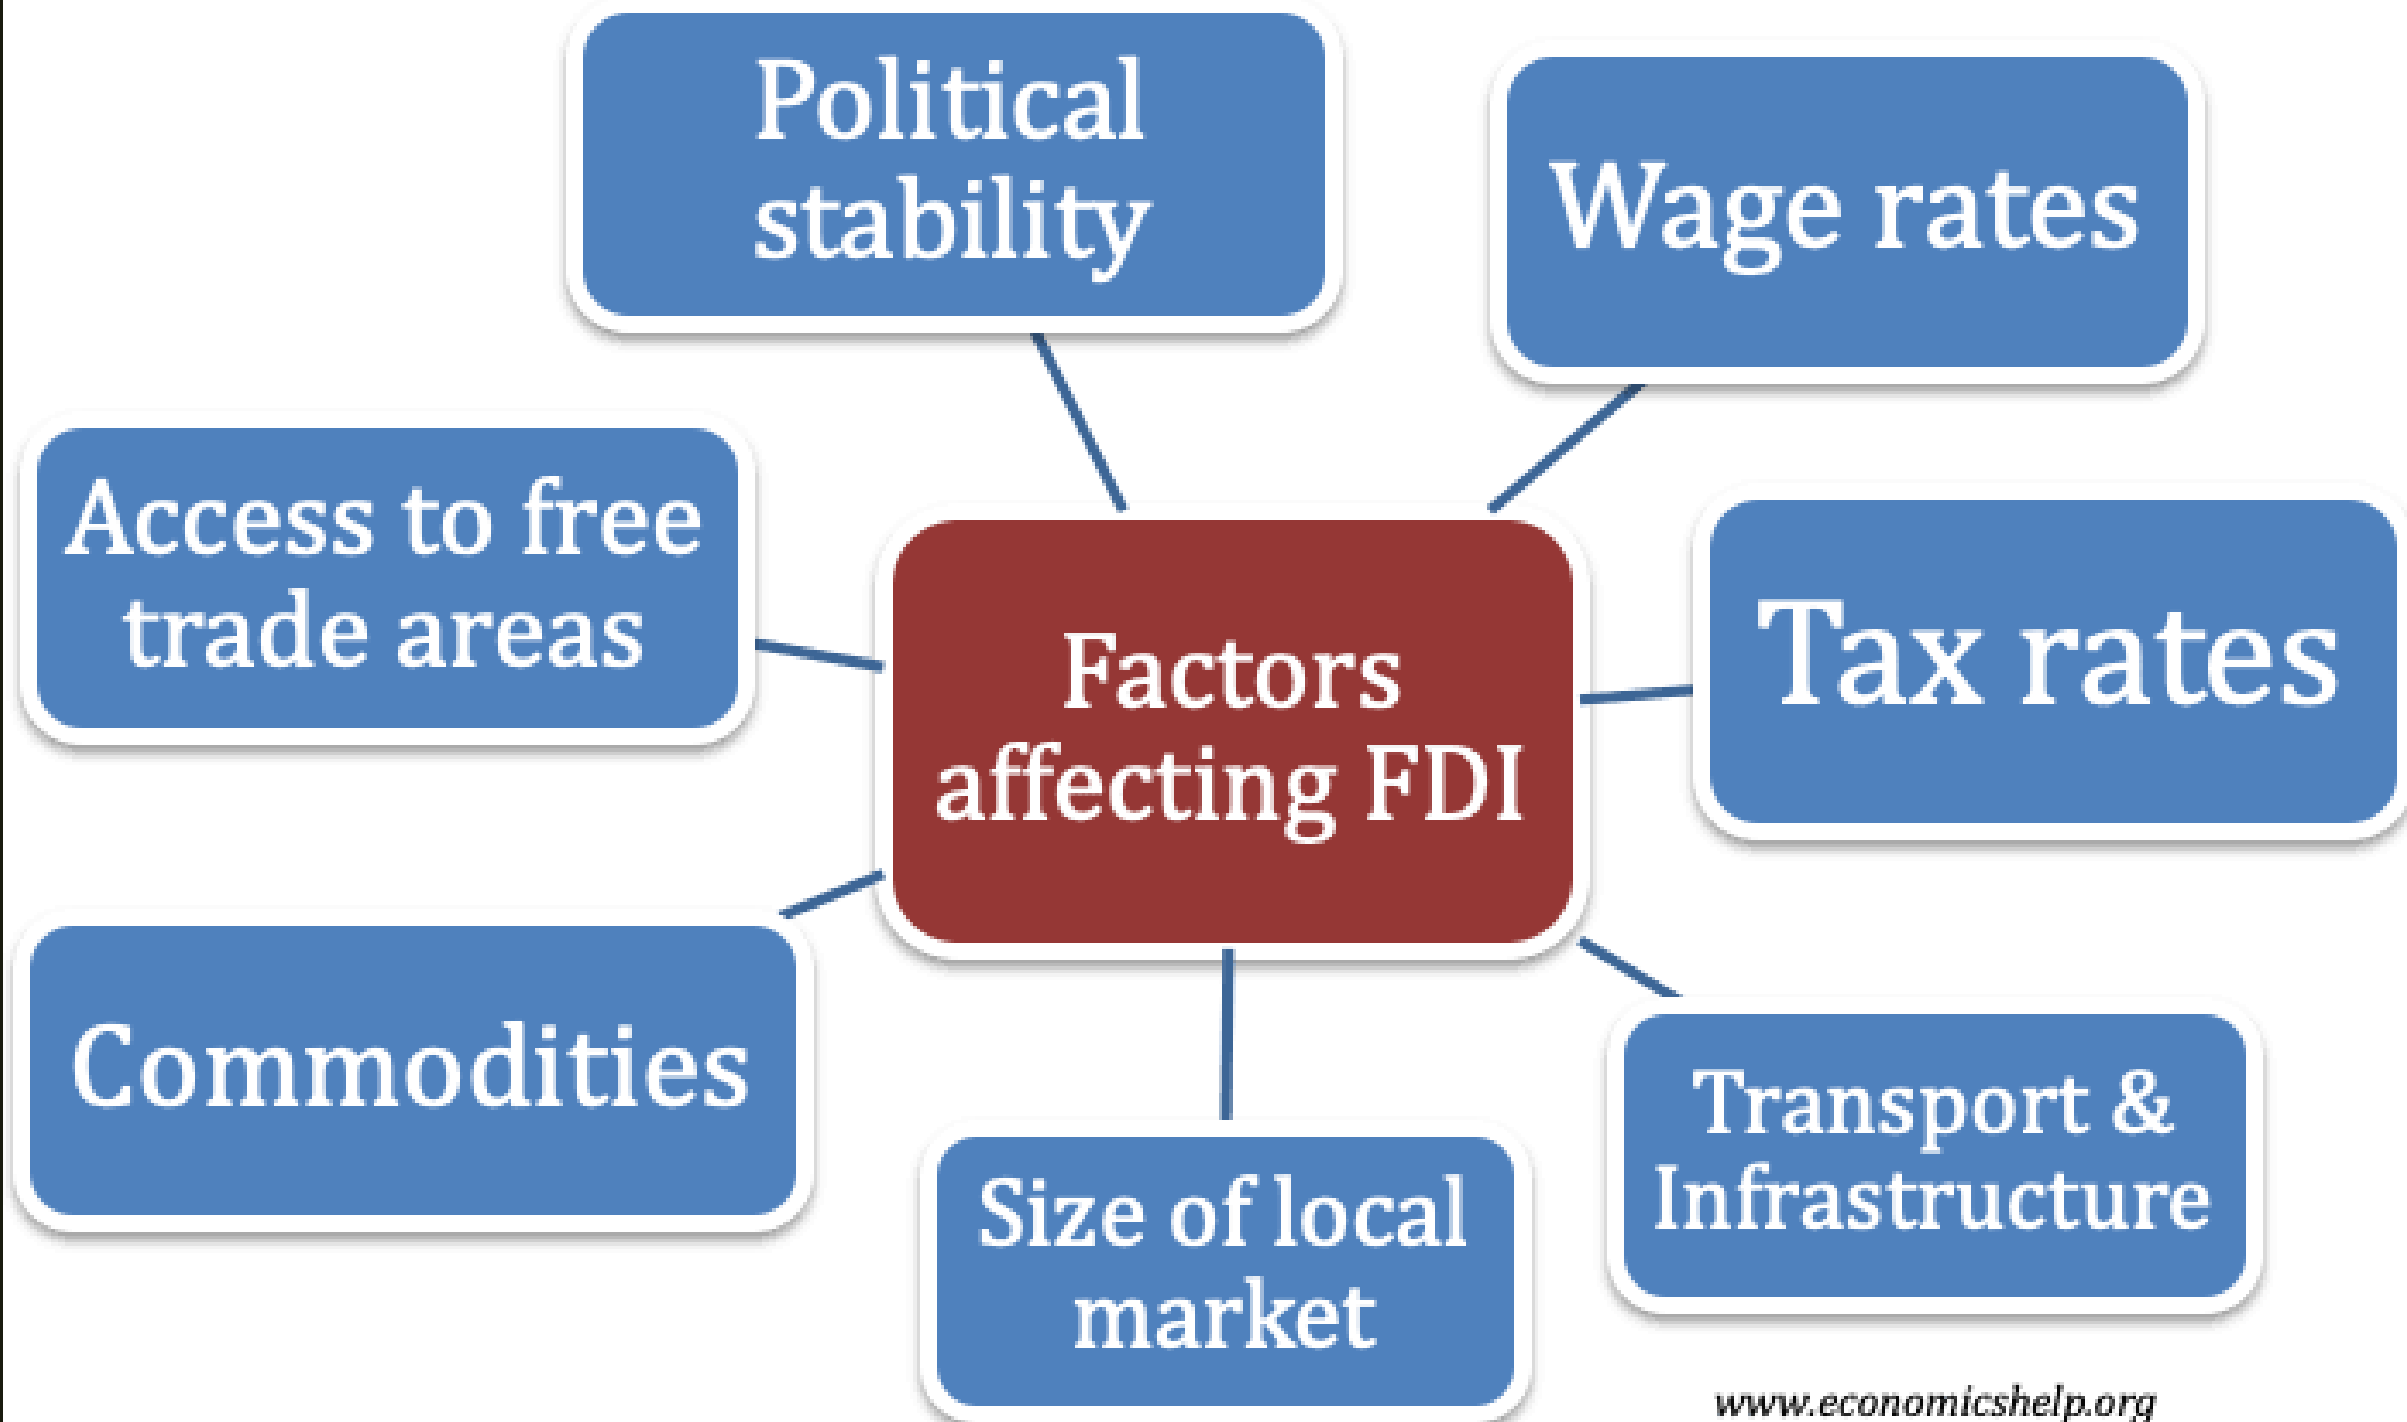 Political
stability
Wage rates
Access to free
trade areas
Tax rates
Factors
affecting FDI
Commodities
Transport &
Infrastructure
Size of local
market
www.economicshelp.org